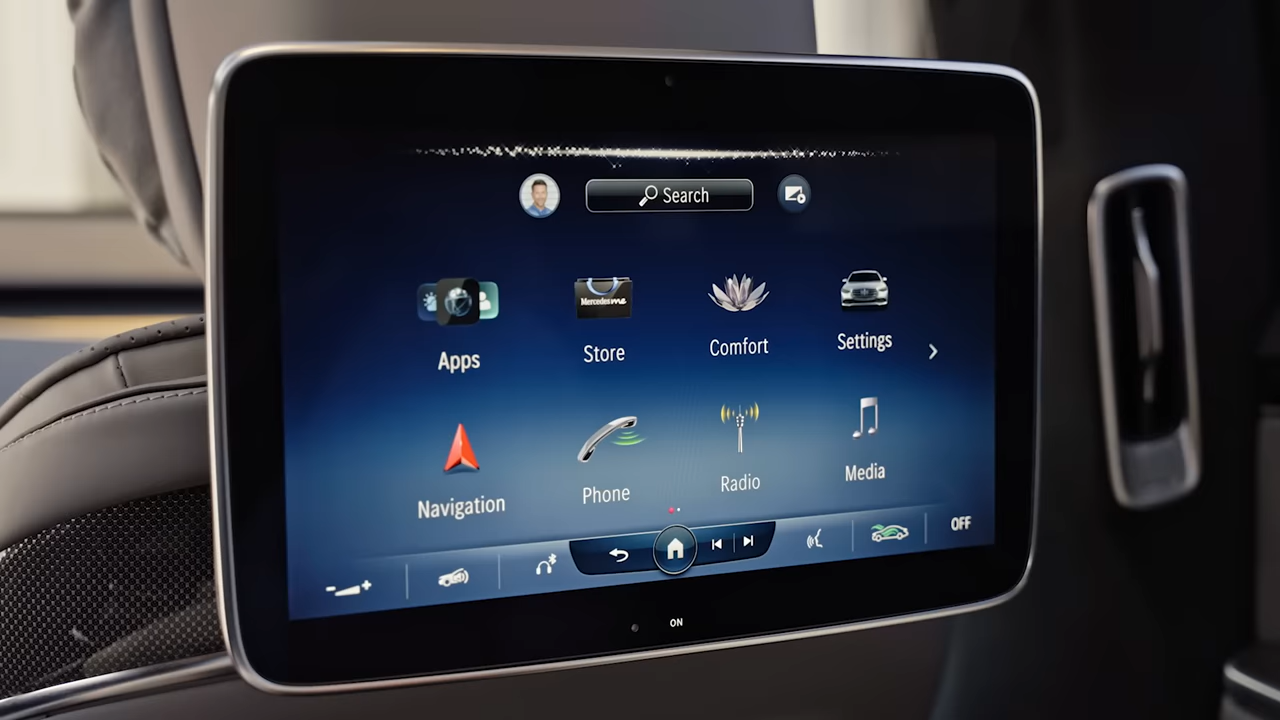 Search
Mercedes me
Apps
Store
Comfort
Settings
Navigation
Phone
Radio
Media
OFF
ON